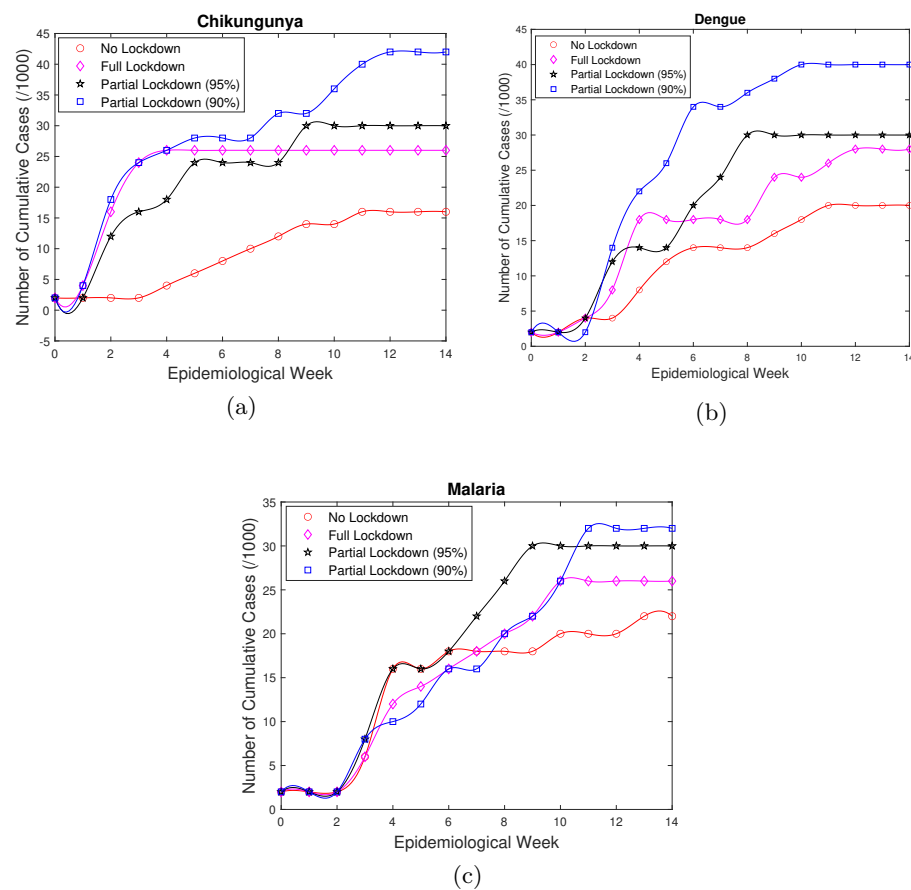 Chikungunya
No Lockdown
Full Lockdown
Partial Lockdown (95%)
Partial Lockdown (90%)
Number of Cumulative Cases (/1000)
45
40
35
30
25
20
15
10
5
0
-5
0 2 4 6 8 10 12 14
Epidemiological Week
(a)
Dengue
No Lockdown
Full Lockdown
Partial Lockdown (95%)
Partial Lockdown (90%)
Number of Cumulative Cases (/1000)
45
40
35
30
25
20
15
10
5
0
0 2 4 6 8 10 12 14
Epidemiological Week
(b)
Malaria
No Lockdown
Full Lockdown
Partial Lockdown (95%)
Partial Lockdown (90%)
Number of Cumulative Cases (/1000)
35
30
25
20
15
10
5
0
0 2 4 6 8 10 12 14
Epidemiological Week
(c)